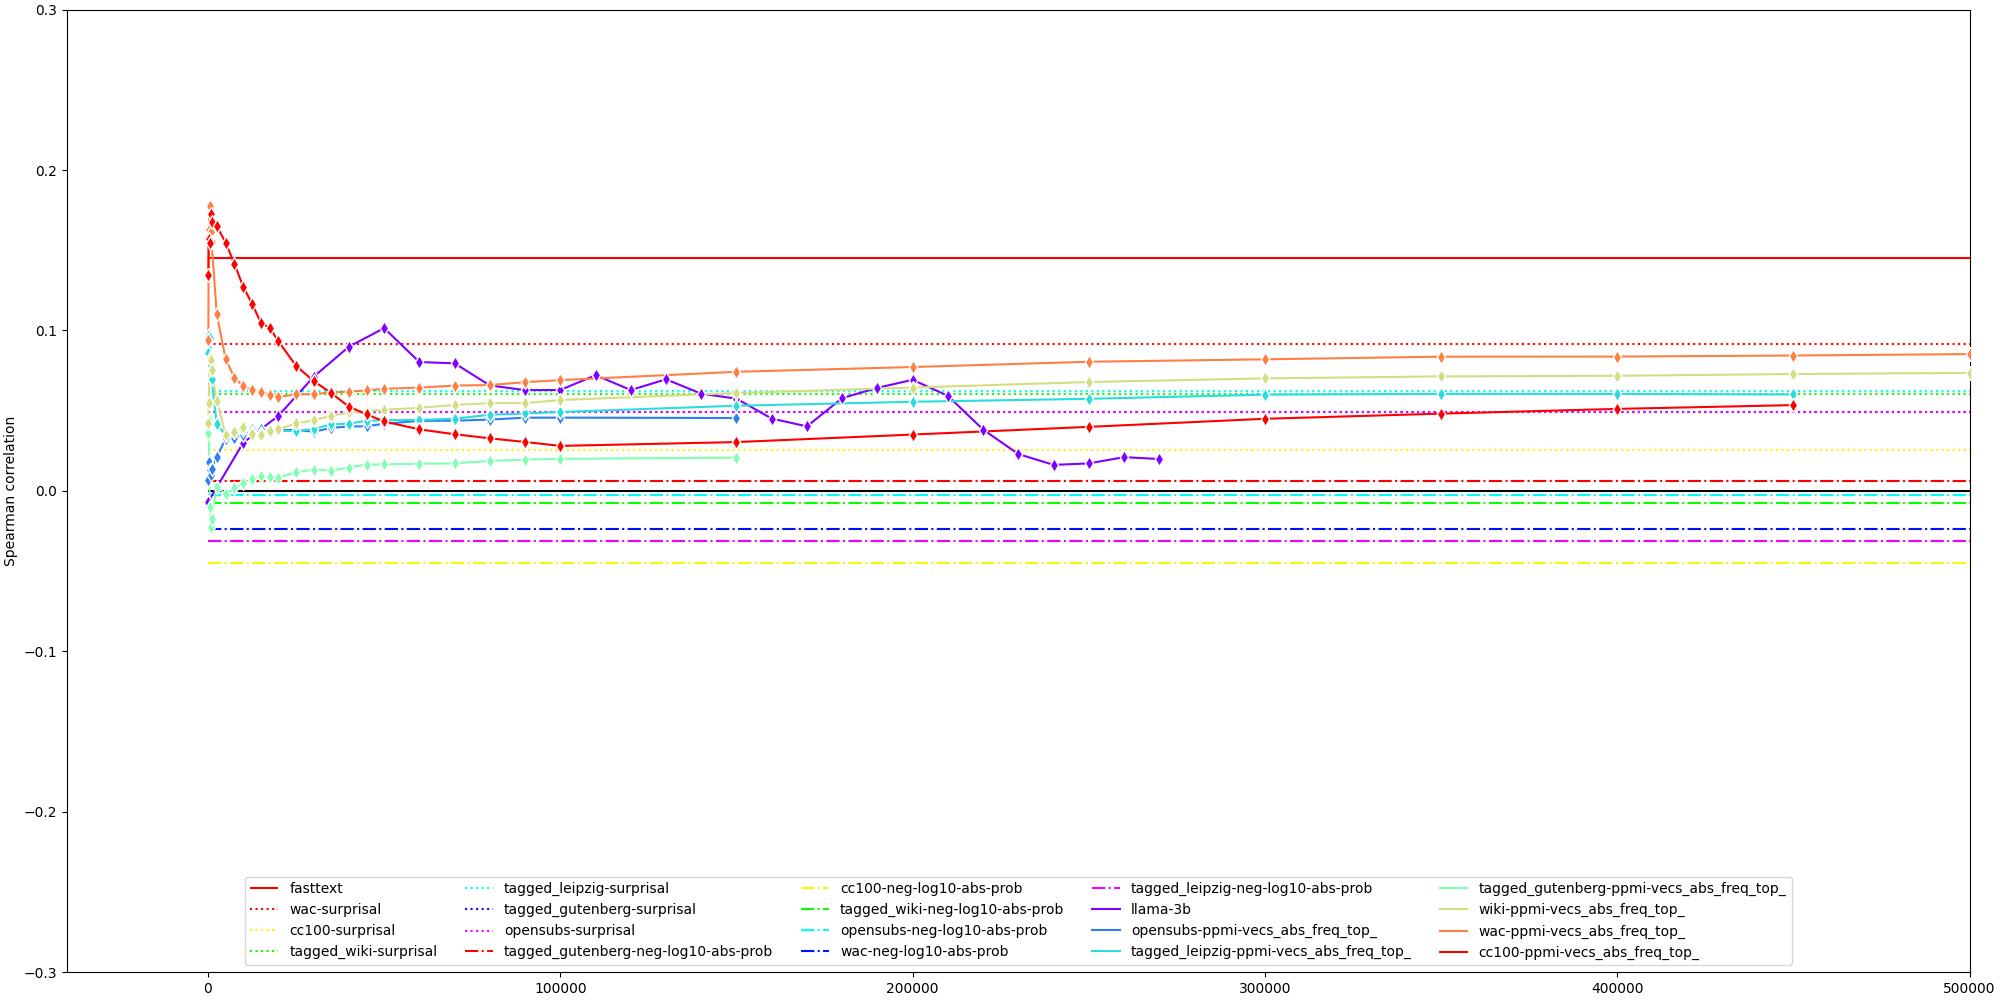 0.3
0.2
0.1
0.0
−0.1
−0.2
−0.3
Spearman correlation
fasttext
wac-surprisal
cc100-surprisal
tagged_wiki-surprisal
tagged_leipzig-surprisal
tagged_gutenberg-surprisal
opensubs-surprisal
tagged_gutenberg-neg-log10-abs-prob
cc100-neg-log10-abs-prob
tagged_wiki-neg-log10-abs-prob
opensubs-neg-log10-abs-prob
wac-neg-log10-abs-prob
tagged_leipzig-neg-log10-abs-prob
llama-3b
opensubs-ppmi-vecs_abs_freq_top_
tagged_leipzig-ppmi-vecs_abs_freq_top_
tagged_gutenberg-ppmi-vecs_abs_freq_top_
wiki-ppmi-vecs_abs_freq_top_
wac-ppmi-vecs_abs_freq_top_
cc100-ppmi-vecs_abs_freq_top_
0 100000 200000 300000 400000 500000